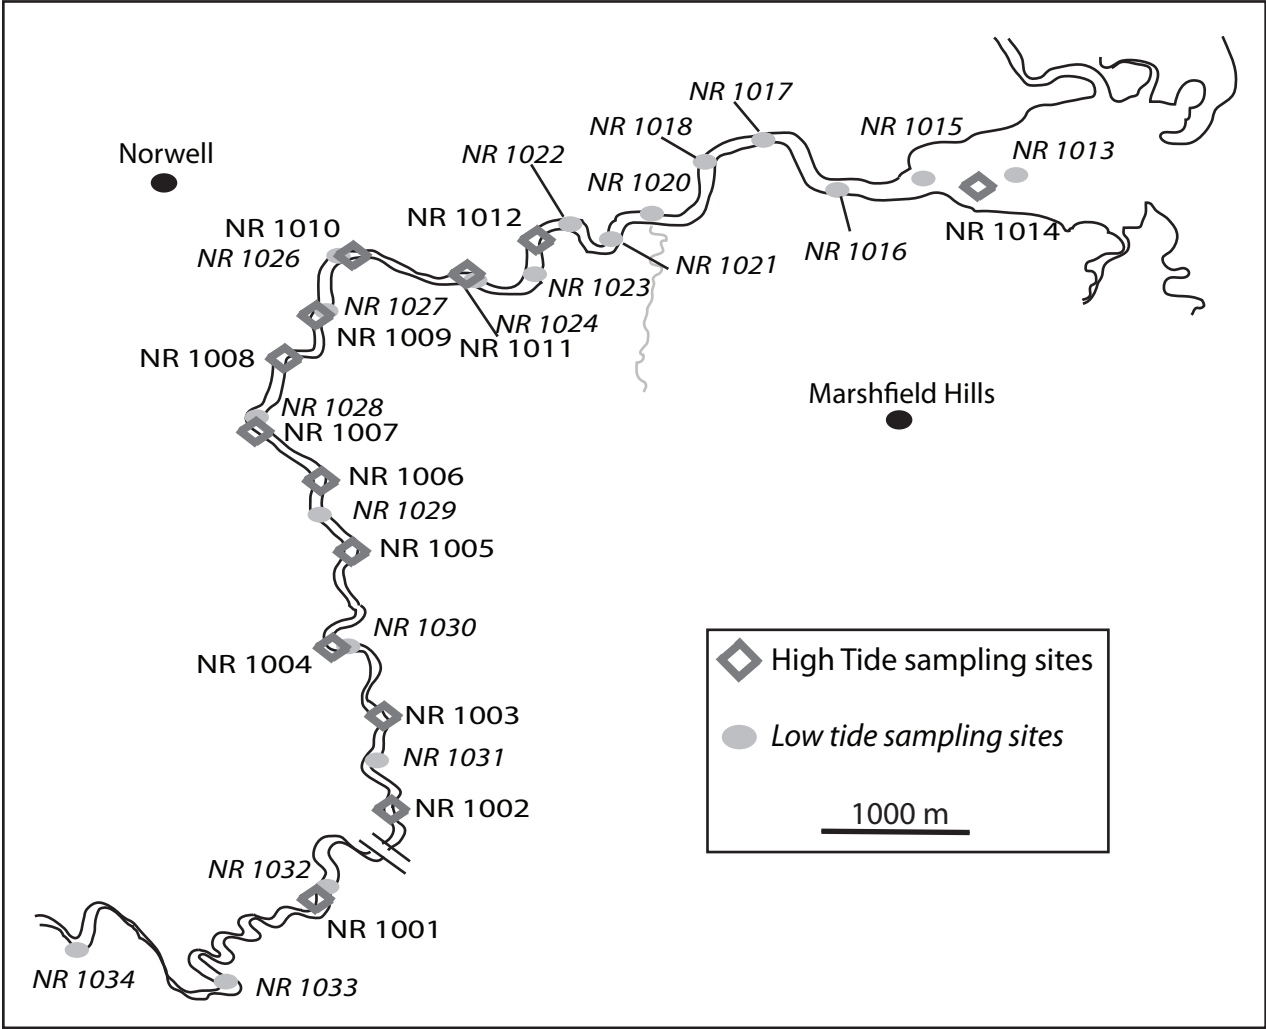 NR 1017
NR 1018
NR 1015
NR 1013
Norwell
NR 1022
NR 1020
NR 1012
NR 1010
NR 1014
NR 1026
NR 1016
NR 1021
NR 1023
NR 1027
NR 1024
NR 1009
NR 1011
NR 1008
Marshfield Hills
NR 1028
NR 1007
NR 1006
NR 1029
NR 1005
NR 1030
NR 1004
High Tide sampling sites
NR 1003
Low tide sampling sites
NR 1031
NR 1002
1000 m
NR 1032
NR 1001
NR 1034
NR 1033